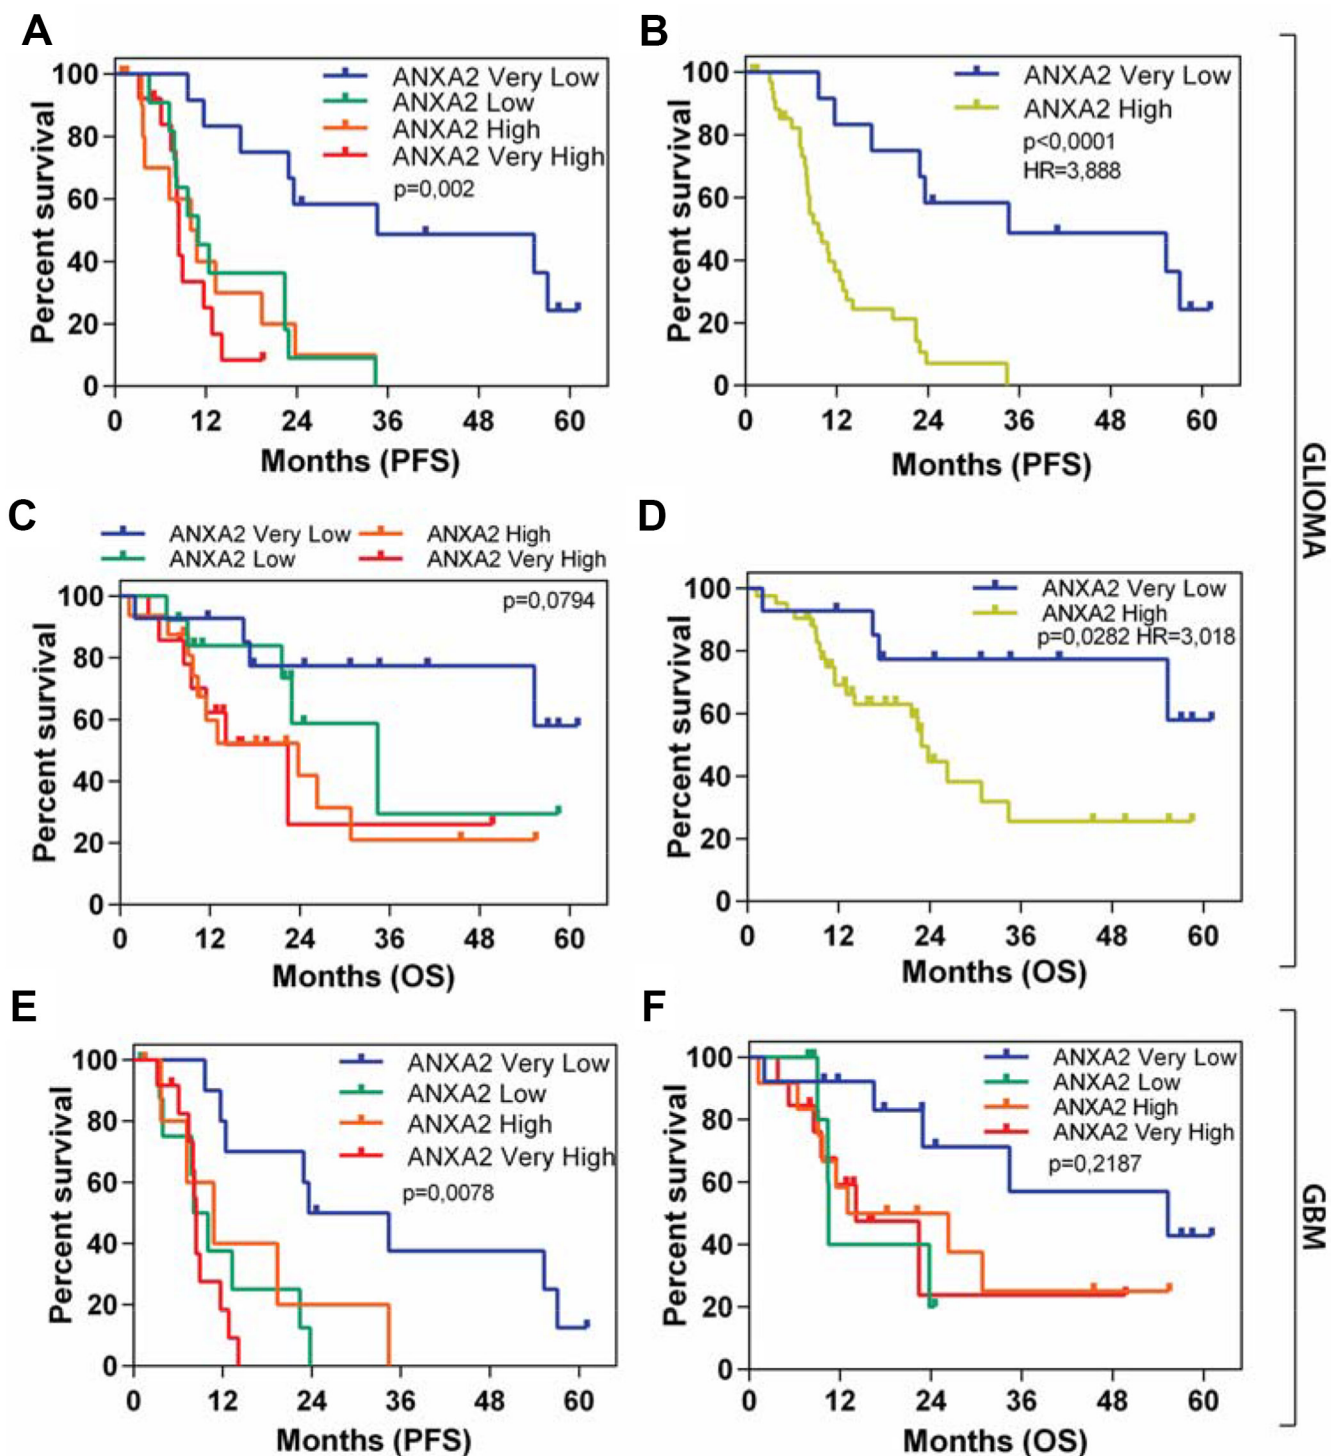 A
100
80
60
40
20
0
Percent survival
ANXA2 Very Low
ANXA2 Low
ANXA2 High
ANXA2 Very High
p=0,002
0 12 24 36 48 60
Months (PFS)
B
100
80
60
40
20
0
Percent survival
ANXA2 Very Low
ANXA2 High
p<0,0001
HR=3,888
0 12 24 36 48 60
Months (PFS)
C
ANXA2 Very Low ANXA2 High
ANXA2 Low ANXA2 Very High
100
80
60
40
20
0
Percent survival
p=0,0794
0 12 24 36 48 60
Months (OS)
D
100
80
60
40
20
0
Percent survival
ANXA2 Very Low
ANXA2 High
p=0,0282 HR=3,018
0 12 24 36 48 60
Months (OS)
GLIOMA
E
100
80
60
40
20
0
Percent survival
ANXA2 Very Low
ANXA2 Low
ANXA2 High
ANXA2 Very High
p=0,0078
0 12 24 36 48 60
Months (PFS)
F
100
80
60
40
20
0
Percent survival
ANXA2 Very Low
ANXA2 Low
ANXA2 High
ANXA2 Very High
p=0,2187
0 12 24 36 48 60
Months (OS)
GBM